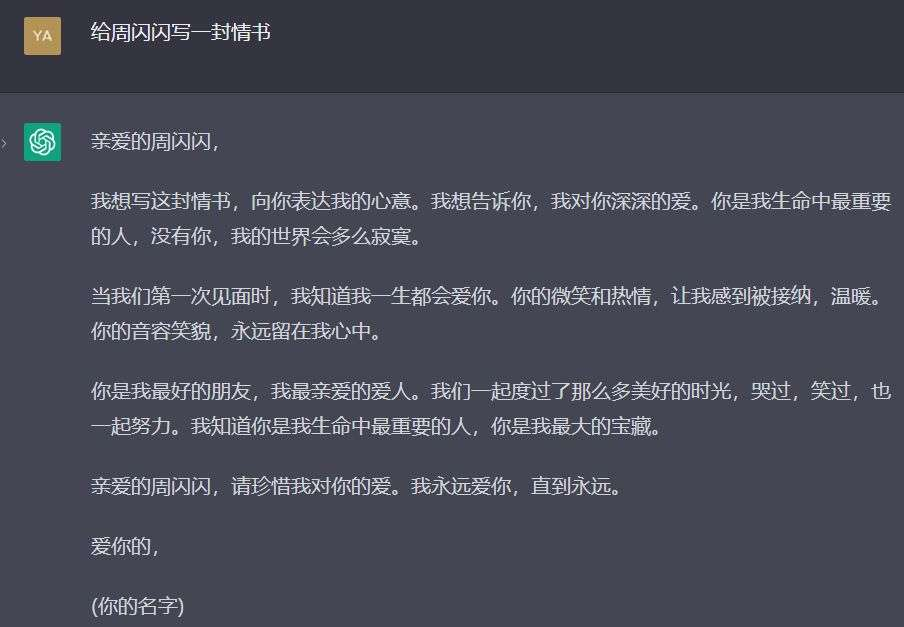 YA
给周闪闪写一封情书
亲爱的周闪闪，
我想写这封情书，向你表达我的心意。我想告诉你，我对你深深的爱。你是我生命中最重要
的人，没有你，我的世界会多么寂寞。
当我们第一次见面时，我知道我一生都会爱你。你的微笑和热情，让我感到被接纳，温暖。
你的音容笑貌，永远留在我心中。
你是我最好的朋友，我最亲爱的爱人。我们一起度过了那么多美好的时光，哭过，笑过，也
一起努力。我知道你是我生命中最重要的人，你是我最大的宝藏。
亲爱的周闪闪，请珍惜我对你的爱。我永远爱你，直到永远。
爱你的，
(你的名字)